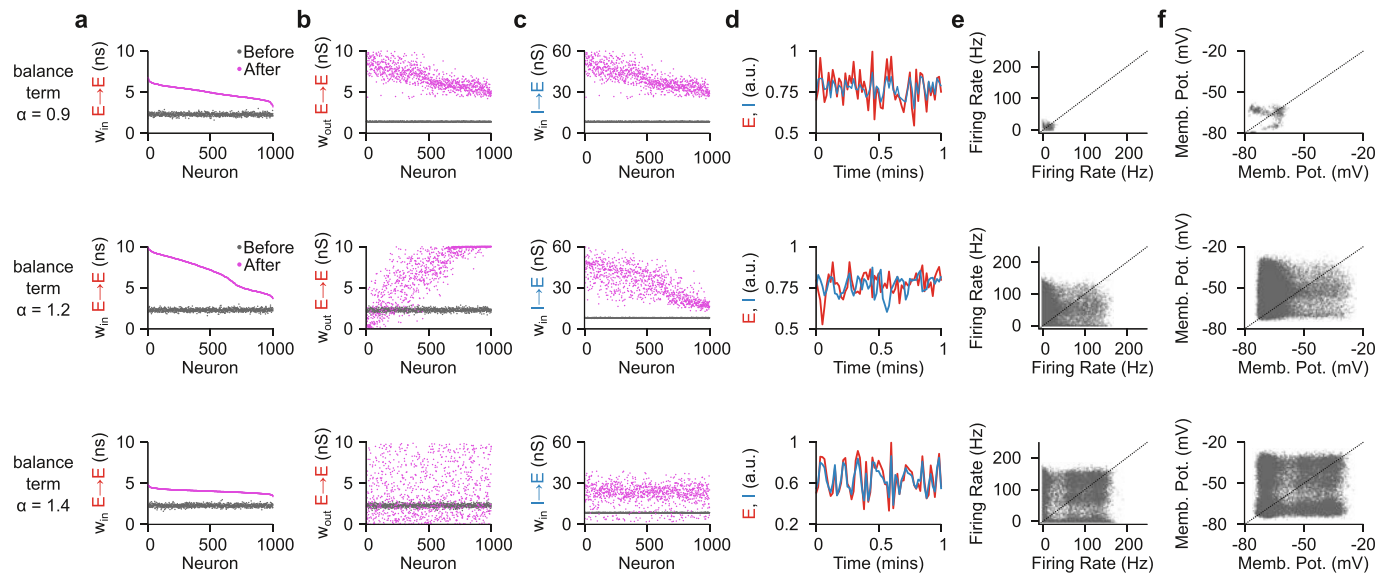 a
b
c
d
e
f
balance
term
α = 0.9
w in E→E (ns)
10
5
0
Before
After
0
500
1000
Neuron
w out E→E (nS)
10
5
0
0
500
1000
Neuron
w in I→E (nS)
60
30
0
0
500
1000
Neuron
E, I (a.u.)
1
0.75
0.5
0
0.5
1
Time (mins)
Firing Rate (Hz)
200
100
0
0
100
200
Firing Rate (Hz)
Memb. Pot. (mV)
-20
-50
-80
-80
-50
-20
Memb. Pot. (mV)
balance
term
α = 1.2
w in E→E (ns)
10
5
0
Before
After
0
500
1000
Neuron
w out E→E (nS)
10
5
0
0
500
1000
Neuron
w in I→E (nS)
60
30
0
0
500
1000
Neuron
E, I (a.u.)
1
0.75
0.5
0
0.5
1
Time (mins)
Firing Rate (Hz)
200
100
0
0
100
200
Firing Rate (Hz)
Memb. Pot. (mV)
-20
-50
-80
-80
-50
-20
Memb. Pot. (mV)
balance
term
α = 1.4
w in E→E (ns)
10
5
0
0
500
1000
Neuron
w out E→E (nS)
10
5
0
0
500
1000
Neuron
w in I→E (nS)
60
30
0
0
500
1000
Neuron
E, I (a.u.)
1
0.6
0.2
0
0.5
1
Time (mins)
Firing Rate (Hz)
200
100
0
0
100
200
Firing Rate (Hz)
Memb. Pot. (mV)
-20
-50
-80
-80
-50
-20
Memb. Pot. (mV)